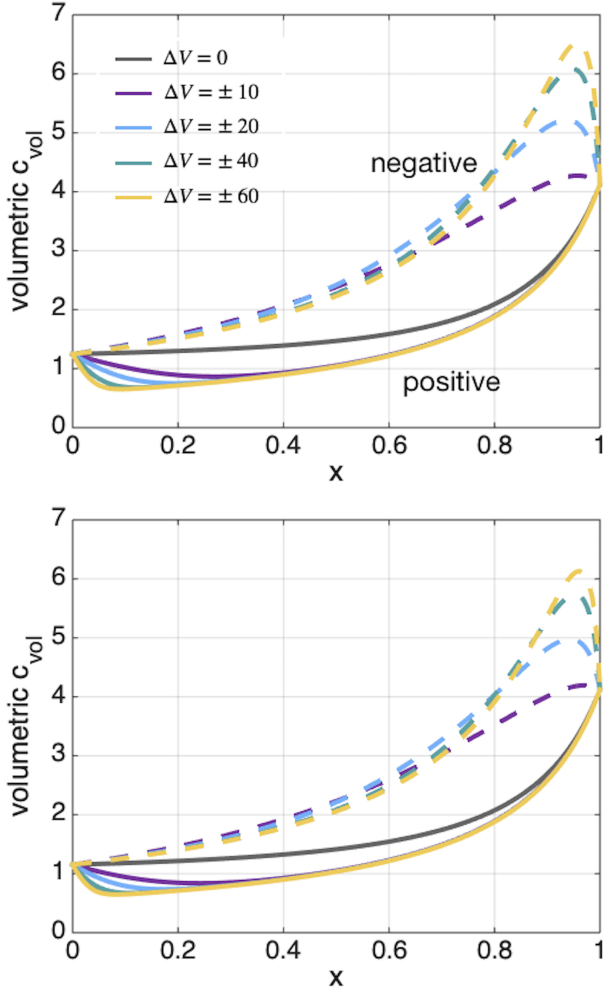 7
6
5
4
3
2
1
0
volumetric c_vol
ΔV = 0
ΔV = ± 10
ΔV = ± 20
ΔV = ± 40
ΔV = ± 60
negative
positive
0 0.2 0.4 0.6 0.8 1
x
7
6
5
4
3
2
1
0
volumetric c_vol
0 0.2 0.4 0.6 0.8 1
x